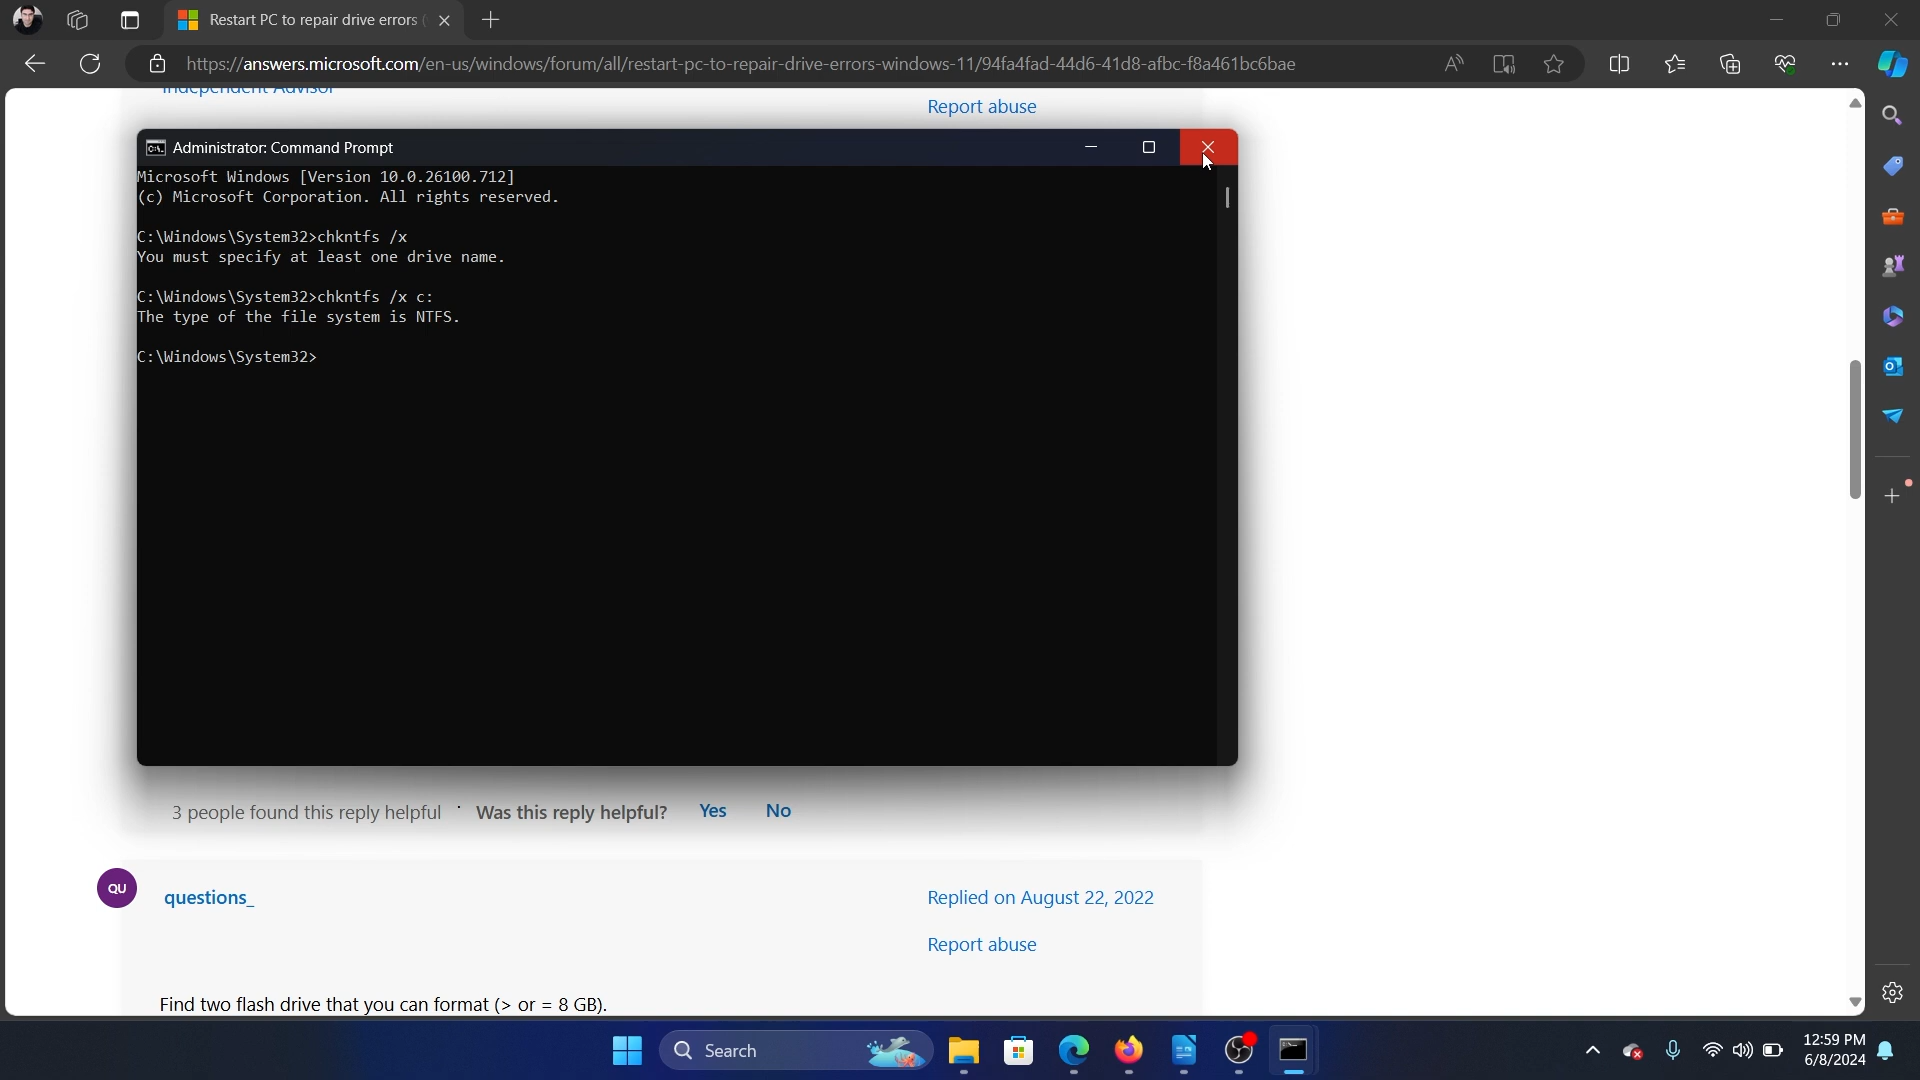 Restart PC to repair drive errors
https://answers.microsoft.com/en-us/windows/forum/all/restart-pc-to-repair-drive-errors-windows-11/94fa4fad-44d6-41d8-afbc-f8a461bc6bae
Independent Advisor
Report abuse
Administrator: Command Prompt
Microsoft Windows [Version 10.0.26100.712]
(c) Microsoft Corporation. All rights reserved.
C:\Windows\System32>chkntfs /x
You must specify at least one drive name.
C:\Windows\System32>chkntfs /x c:
The type of the file system is NTFS.
C:\Windows\System32>
3 people found this reply helpful · Was this reply helpful? Yes No
QU
questions_
Replied on August 22, 2022
Report abuse
Find two flash drive that you can format (> or = 8 GB).
Search
12:59 PM
6/8/2024